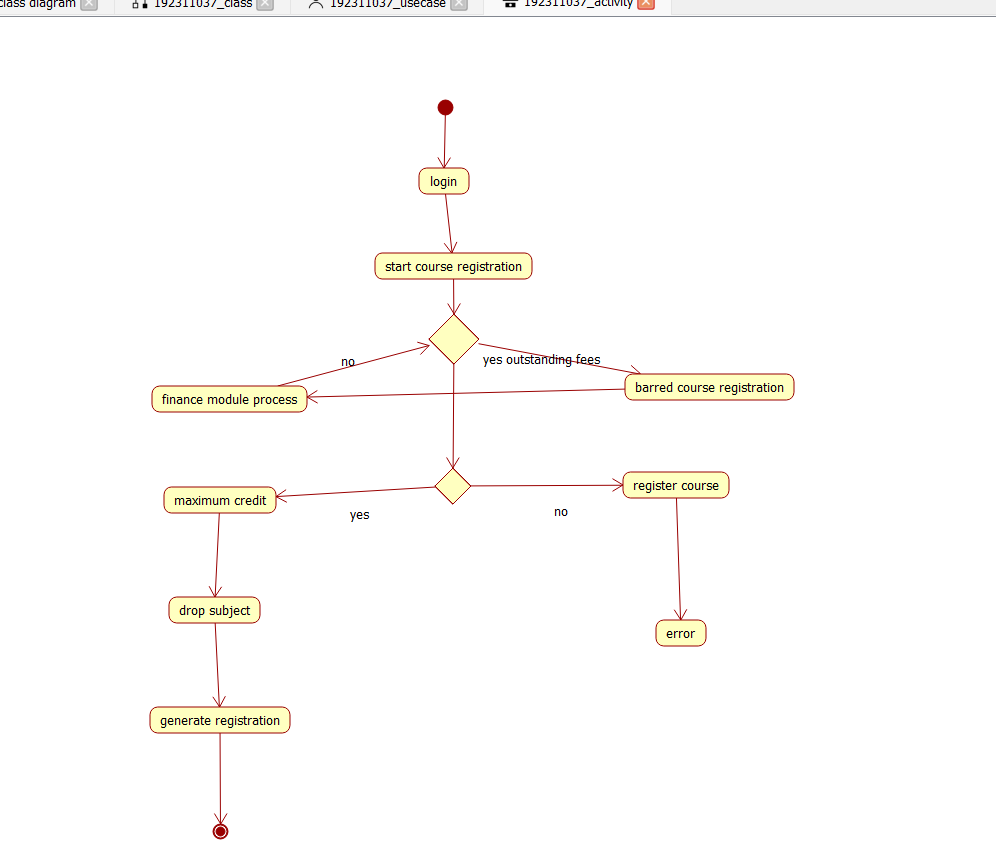 class diagram
192311037_class
192311037_usecase
192311037_activity
login
start course registration
no
yes outstanding fees
finance module process
barred course registration
maximum credit
register course
yes
no
drop subject
error
generate registration